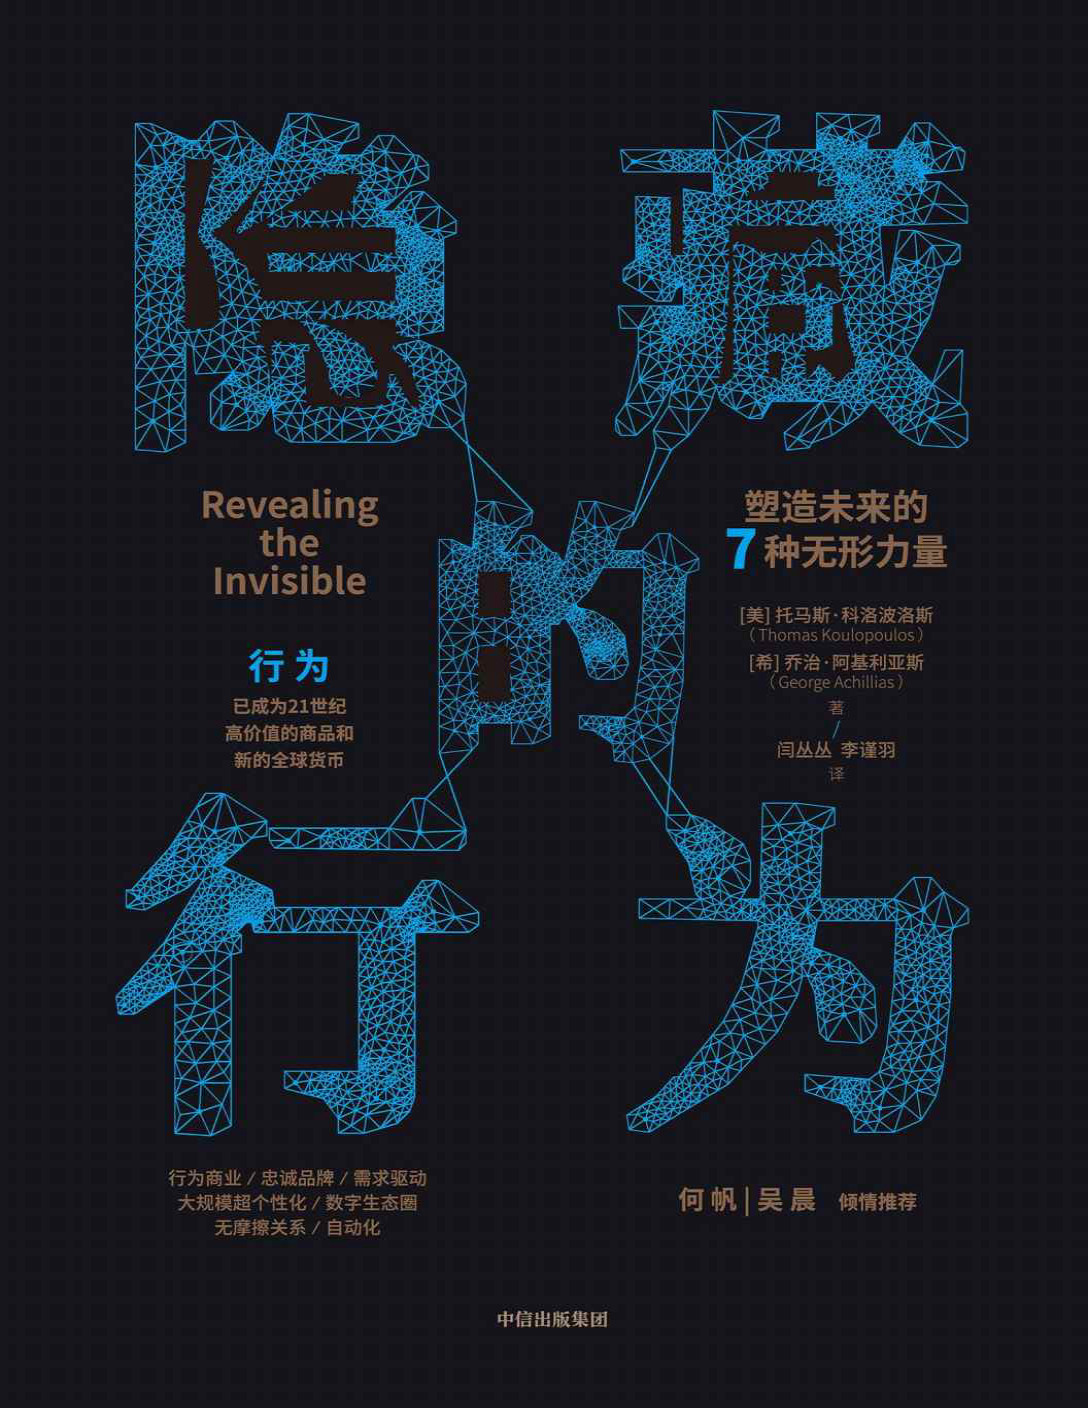 隐藏
的
行为
Revealing
the
Invisible
行为
已成为21世纪
高价值的商品和
新的全球货币
塑造未来的
7种无形力量
[美] 托马斯·科洛波洛斯
（Thomas Koulopoulos）
[希] 乔治·阿基利亚斯
（George Achillias）
著
/
闫丛丛 李谨羽
译
行为商业 / 忠诚品牌 / 需求驱动
大规模超个性化 / 数字生态圈
无摩擦关系 / 自动化
何帆|吴晨 倾情推荐
中信出版集团